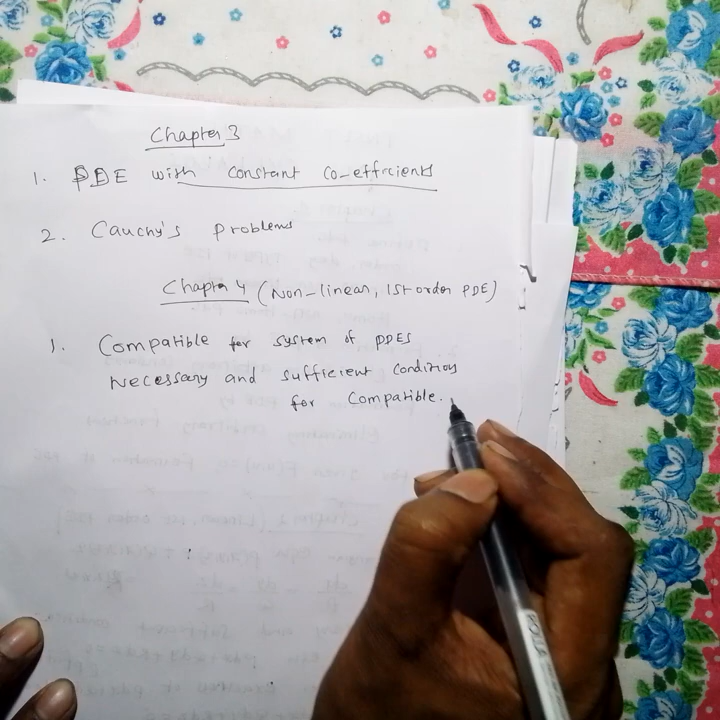 Chapter 3
1. PDE with constant co-efficients
2. Cauchy's problems
Chapter 4 (Non-linear, 1st order PDE)
1. Compatible for system of PDES
Necessary and sufficient conditions
for compatible.